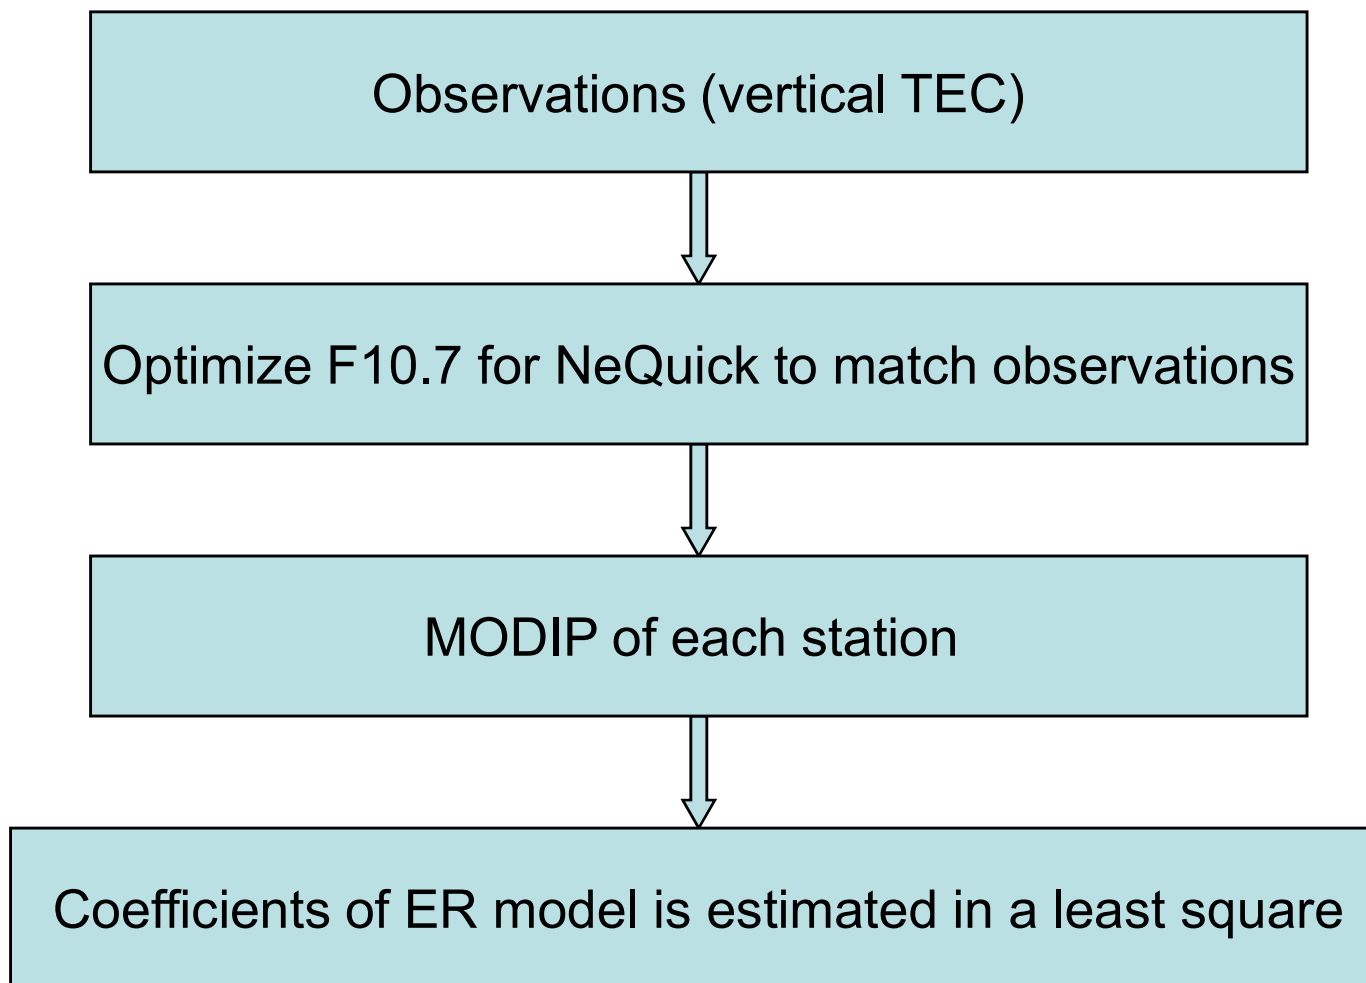 Observations (vertical TEC)
Optimize F10.7 for NeQuick to match observations
MODIP of each station
Coefficients of ER model is estimated in a least square